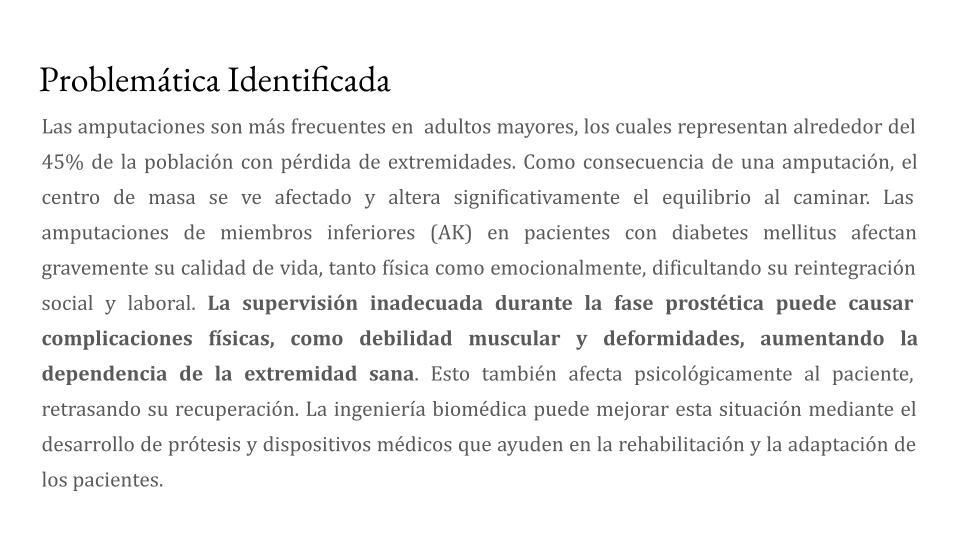 Problemática Identificada
Las amputaciones son más frecuentes en  adultos mayores, los cuales representan alrededor del
45% de la población con pérdida de extremidades. Como consecuencia de una amputación, el
centro de masa se ve afectado y altera significativamente el equilibrio al caminar. Las
amputaciones de miembros inferiores (AK) en pacientes con diabetes mellitus afectan
gravemente su calidad de vida, tanto física como emocionalmente, dificultando su reintegración
social y laboral. La supervisión inadecuada durante la fase prostética puede causar
complicaciones físicas, como debilidad muscular y deformidades, aumentando la
dependencia de la extremidad sana. Esto también afecta psicológicamente al paciente,
retrasando su recuperación. La ingeniería biomédica puede mejorar esta situación mediante el
desarrollo de prótesis y dispositivos médicos que ayuden en la rehabilitación y la adaptación de
los pacientes.